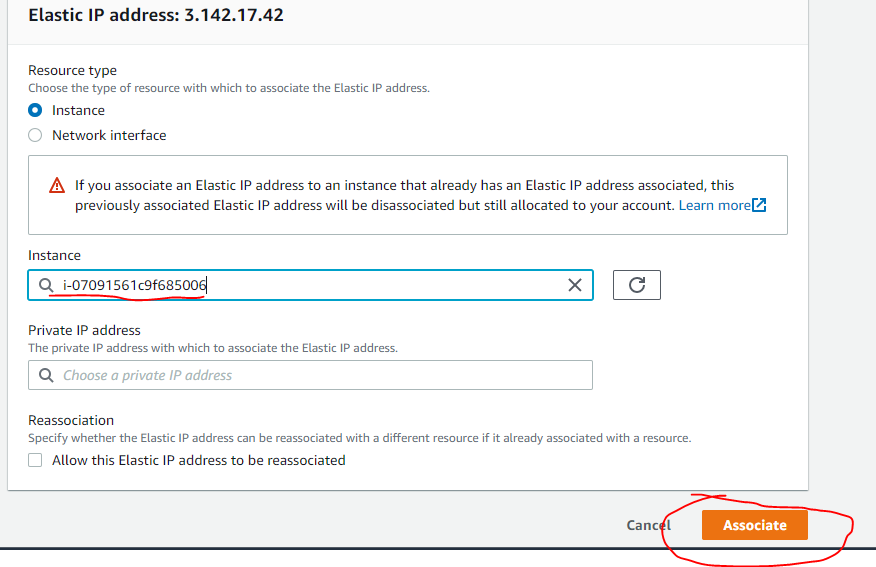 Elastic IP address: 3.142.17.42
Resource type
Choose the type of resource with which to associate the Elastic IP address.
Instance
Network interface
If you associate an Elastic IP address to an instance that already has an Elastic IP address associated, this
previously associated Elastic IP address will be disassociated but still allocated to your account. Learn more
Instance
i-07091561c9f685006
Private IP address
The private IP address with which to associate the Elastic IP address.
Choose a private IP address
Reassociation
Specify whether the Elastic IP address can be reassociated with a different resource if it already associated with a resource.
Allow this Elastic IP address to be reassociated
Cancel
Associate